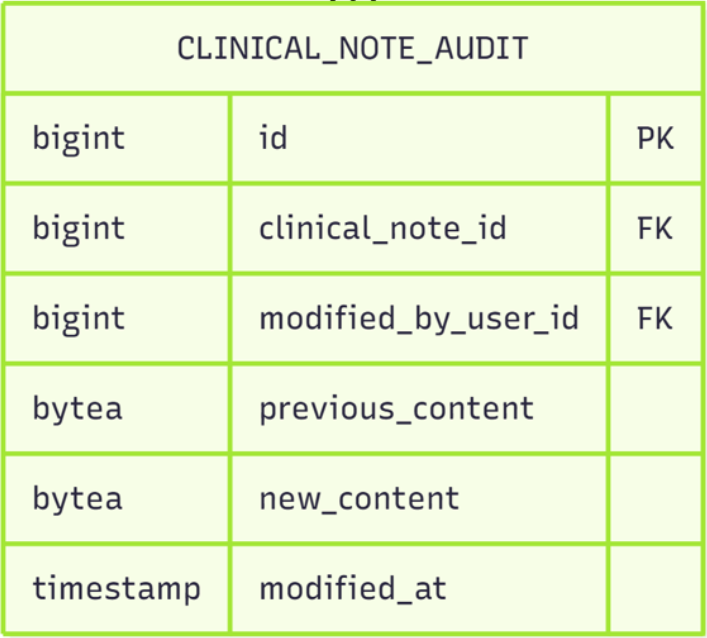 CLINICAL_NOTE_AUDIT
bigint id PK
bigint clinical_note_id FK
bigint modified_by_user_id FK
bytea previous_content
bytea new_content
timestamp modified_at